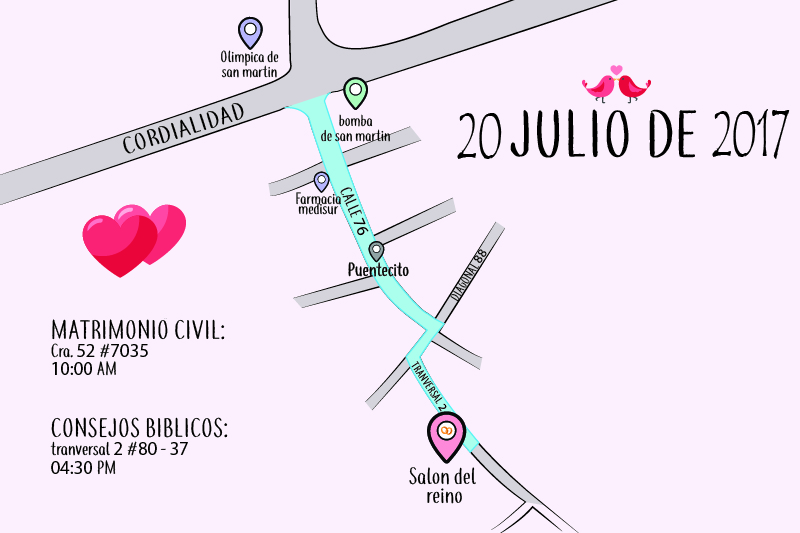 Olimpica de
san martin
bomba
de san martin
CORDIALIDAD
20 JULIO DE 2017
Farmacia
medisur
CALLE 76
Puentecito
DIAGONAL 88
MATRIMONIO CIVIL:
Cra. 52 #7035
10:00 AM
TRANVERSAL 2
CONSEJOS BIBLICOS:
tranversal 2 #80 - 37
04:30 PM
Salon del
reino